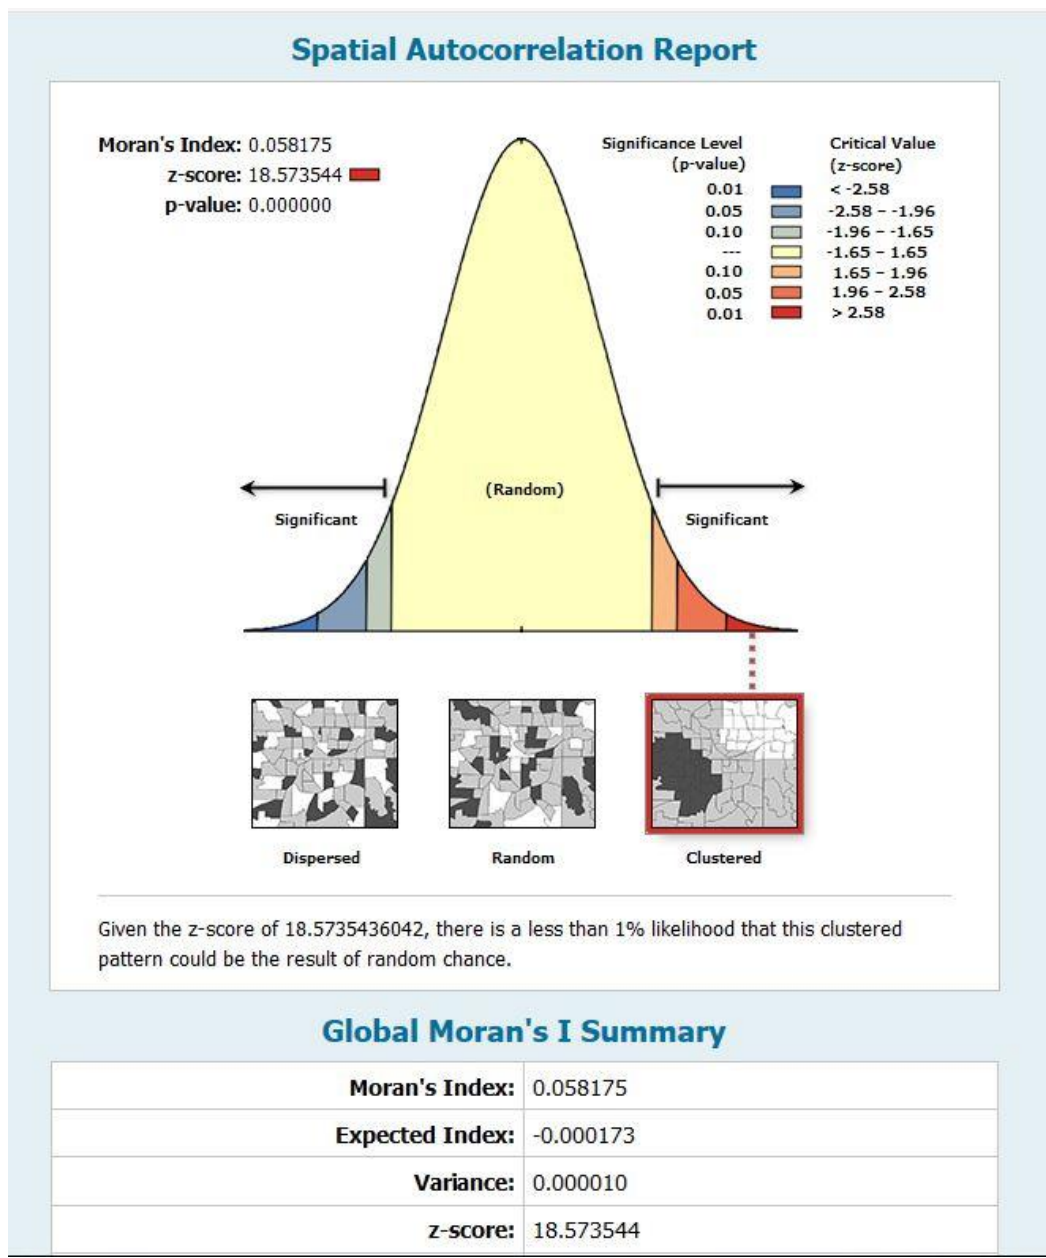 Spatial Autocorrelation Report
Moran's Index: 0.058175
z-score: 18.573544
p-value: 0.000000
Significance Level
(p-value)
Critical Value
(z-score)
0.01 < -2.58
0.05 -2.58 – -1.96
0.10 -1.96 – -1.65
--- -1.65 – 1.65
0.10 1.65 – 1.96
0.05 1.96 – 2.58
0.01 > 2.58
(Random)
Significant
Significant
Dispersed
Random
Clustered
Given the z-score of 18.5735436042, there is a less than 1% likelihood that this clustered
pattern could be the result of random chance.
Global Moran's I Summary
Moran's Index: 0.058175
Expected Index: -0.000173
Variance: 0.000010
z-score: 18.573544